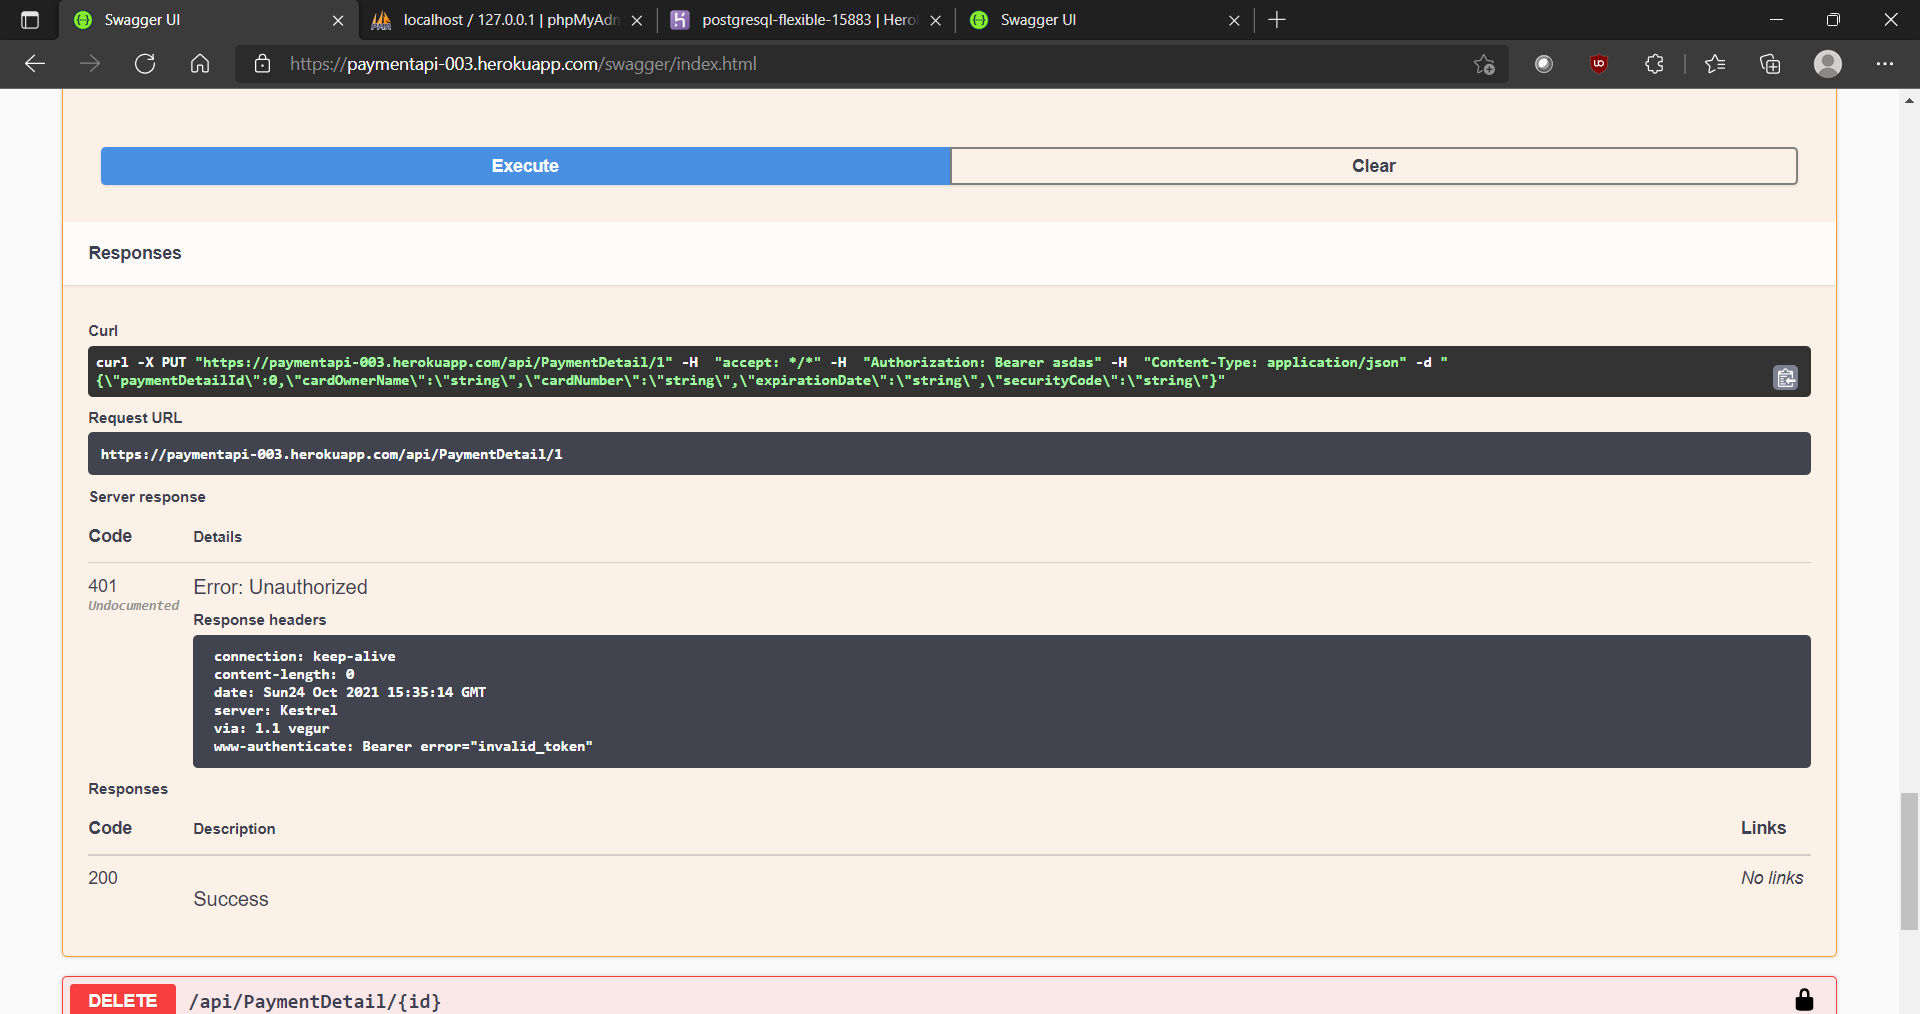 Swagger UI
localhost / 127.0.0.1 | phpMyAdn
postgresql-flexible-15883 | Hero
Swagger UI
https://paymentapi-003.herokuapp.com/swagger/index.html
Execute
Clear
Responses
Curl
curl -X PUT "https://paymentapi-003.herokuapp.com/api/PaymentDetail/1" -H  "accept: */*" -H  "Authorization: Bearer asdas" -H  "Content-Type: application/json" -d "
{\"paymentDetailId\":0,\"cardOwnerName\":\"string\",\"cardNumber\":\"string\",\"expirationDate\":\"string\",\"securityCode\":\"string\"}"
Request URL
https://paymentapi-003.herokuapp.com/api/PaymentDetail/1
Server response
Code Details
401 Error: Unauthorized
Undocumented
Response headers
connection: keep-alive
content-length: 0
date: Sun24 Oct 2021 15:35:14 GMT
server: Kestrel
via: 1.1 vegur
www-authenticate: Bearer error="invalid_token"
Responses
Code Description Links
200 No links
Success
DELETE /api/PaymentDetail/{id}